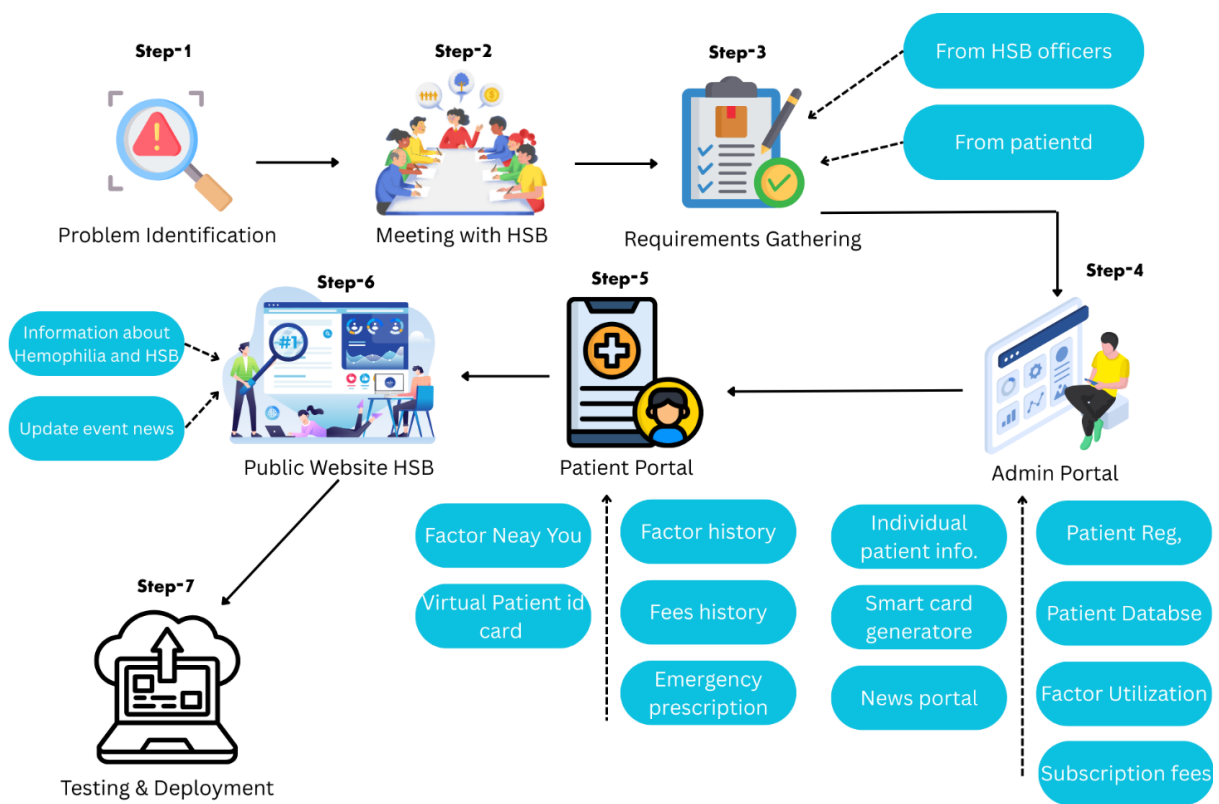 Step-1
Problem Identification
Step-2
Meeting with HSB
Step-3
Requirements Gathering
From HSB officers
From patientd
Step-4
Admin Portal
Individual
patient info.
Smart card
generatore
News portal
Patient Reg,
Patient Databse
Factor Utilization
Subscription fees
Step-5
Patient Portal
Factor Neay You
Virtual Patient id
card
Factor history
Fees history
Emergency
prescription
Step-6
#1
Public Website HSB
Information about
Hemophilia and HSB
Update event news
Step-7
Testing & Deployment